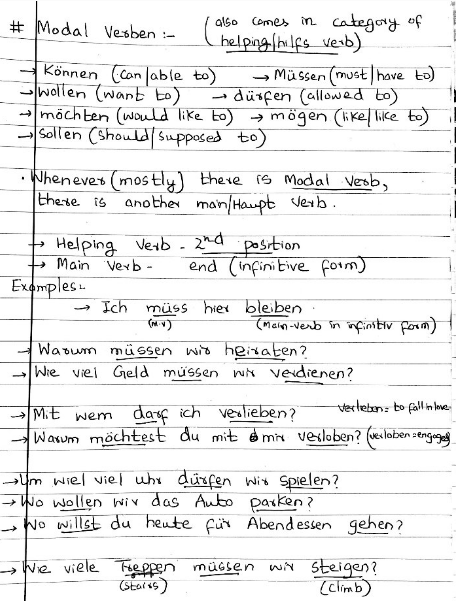 # Modal Verben :- (also comes in category of
helping/hilfs verb)
→ Können (can/able to) → Müssen (must/have to)
→ wollen (want to) → dürfen (allowed to)
→ möchten (would like to) → mögen (like/like to)
→ sollen (should/supposed to)
• Whenever (mostly) there is Modal Verb,
there is another main/Haupt verb.
→ Helping Verb - 2nd position
→ Main Verb - end (infinitive form)
Examples:-
→ Ich müss hier bleiben.
(M.V) (Main-verb in infinitiv form)
→ Warum müssen wir heiraten?
→ Wie viel Geld müssen wir verdienen?
→ Mit wem darf ich verlieben? verlieben = to fall in love
→ Warum möchtest du mit mir verloben? (verloben = engaged)
→ Um wiel viel uhr dürfen wir spielen?
→ Wo wollen wir das Auto parken?
→ Wo willst du heute für Abendessen gehen?
→ Wie viele Treppen müssen wir steigen?
(stairs) (climb)